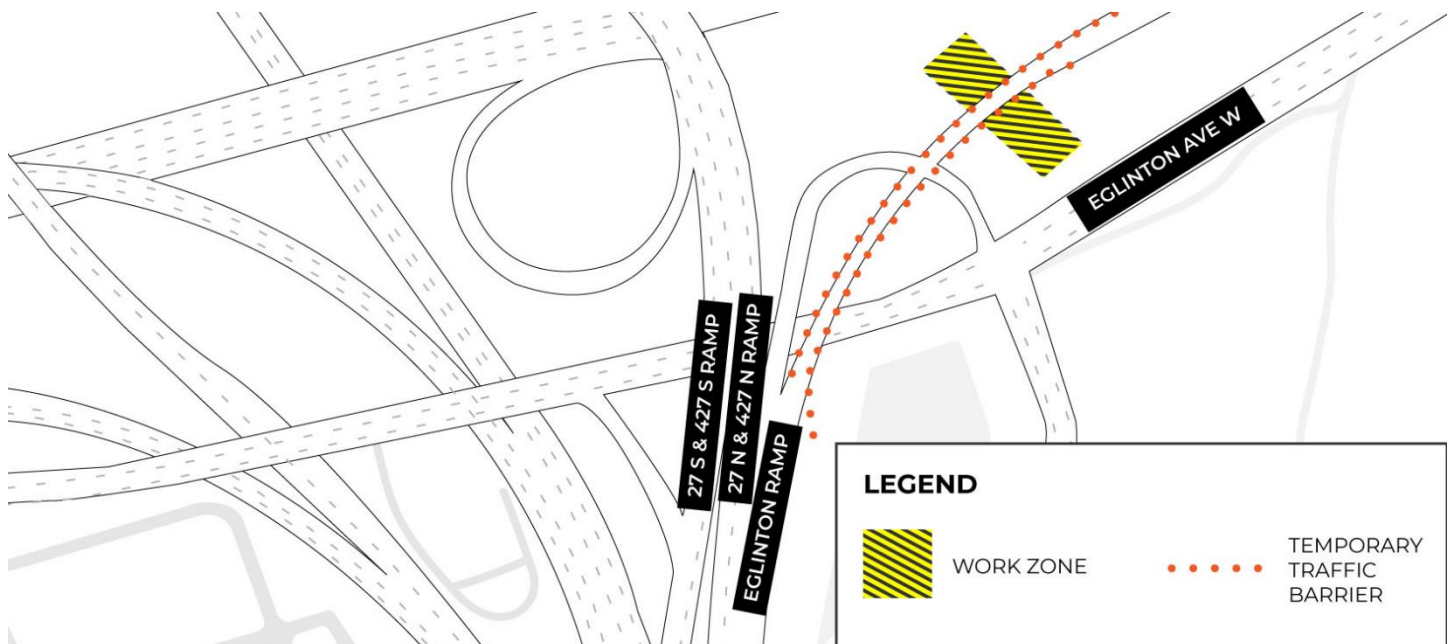 EGLINTON AVE W
27 S & 427 S RAMP
27 N & 427 N RAMP
EGLINTON RAMP
LEGEND
WORK ZONE
TEMPORARY
TRAFFIC
BARRIER